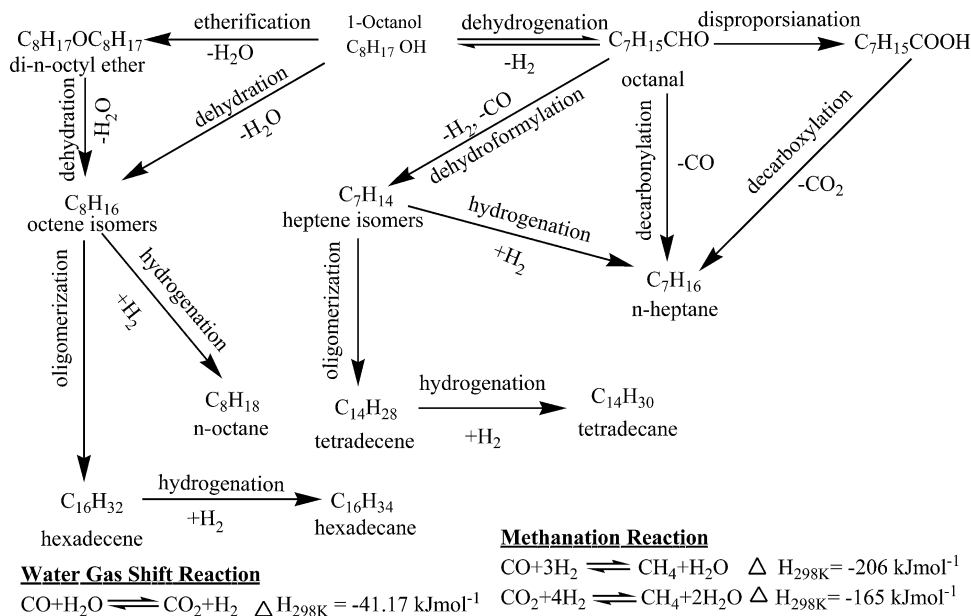 etherification
1-Octanol
dehydrogenation
disproporsianation
C₈H₁₇OC₈H₁₇
-H₂O
C₈H₁₇ OH
-H₂
C₇H₁₅CHO
C₇H₁₅COOH
di-n-octyl ether
octanal
dehydration
-H₂O
dehydration
-H₂O
-H₂, -CO
dehydroformylation
decarbonylation
-CO
decarboxylation
-CO₂
C₈H₁₆
octene isomers
C₇H₁₄
heptene isomers
hydrogenation
+H₂
C₇H₁₆
n-heptane
oligomerization
hydrogenation
+H₂
oligomerization
C₈H₁₈
n-octane
C₁₄H₂₈
tetradecene
hydrogenation
+H₂
C₁₄H₃₀
tetradecane
C₁₆H₃₂
hexadecene
hydrogenation
+H₂
C₁₆H₃₄
hexadecane
Water Gas Shift Reaction
CO+H₂O ⇌ CO₂+H₂ △ H₂₉₈K = -41.17 kJmol⁻¹
Methanation Reaction
CO+3H₂ ⇌ CH₄+H₂O △ H₂₉₈K= -206 kJmol⁻¹
CO₂+4H₂ ⇌ CH₄+2H₂O △ H₂₉₈K= -165 kJmol⁻¹